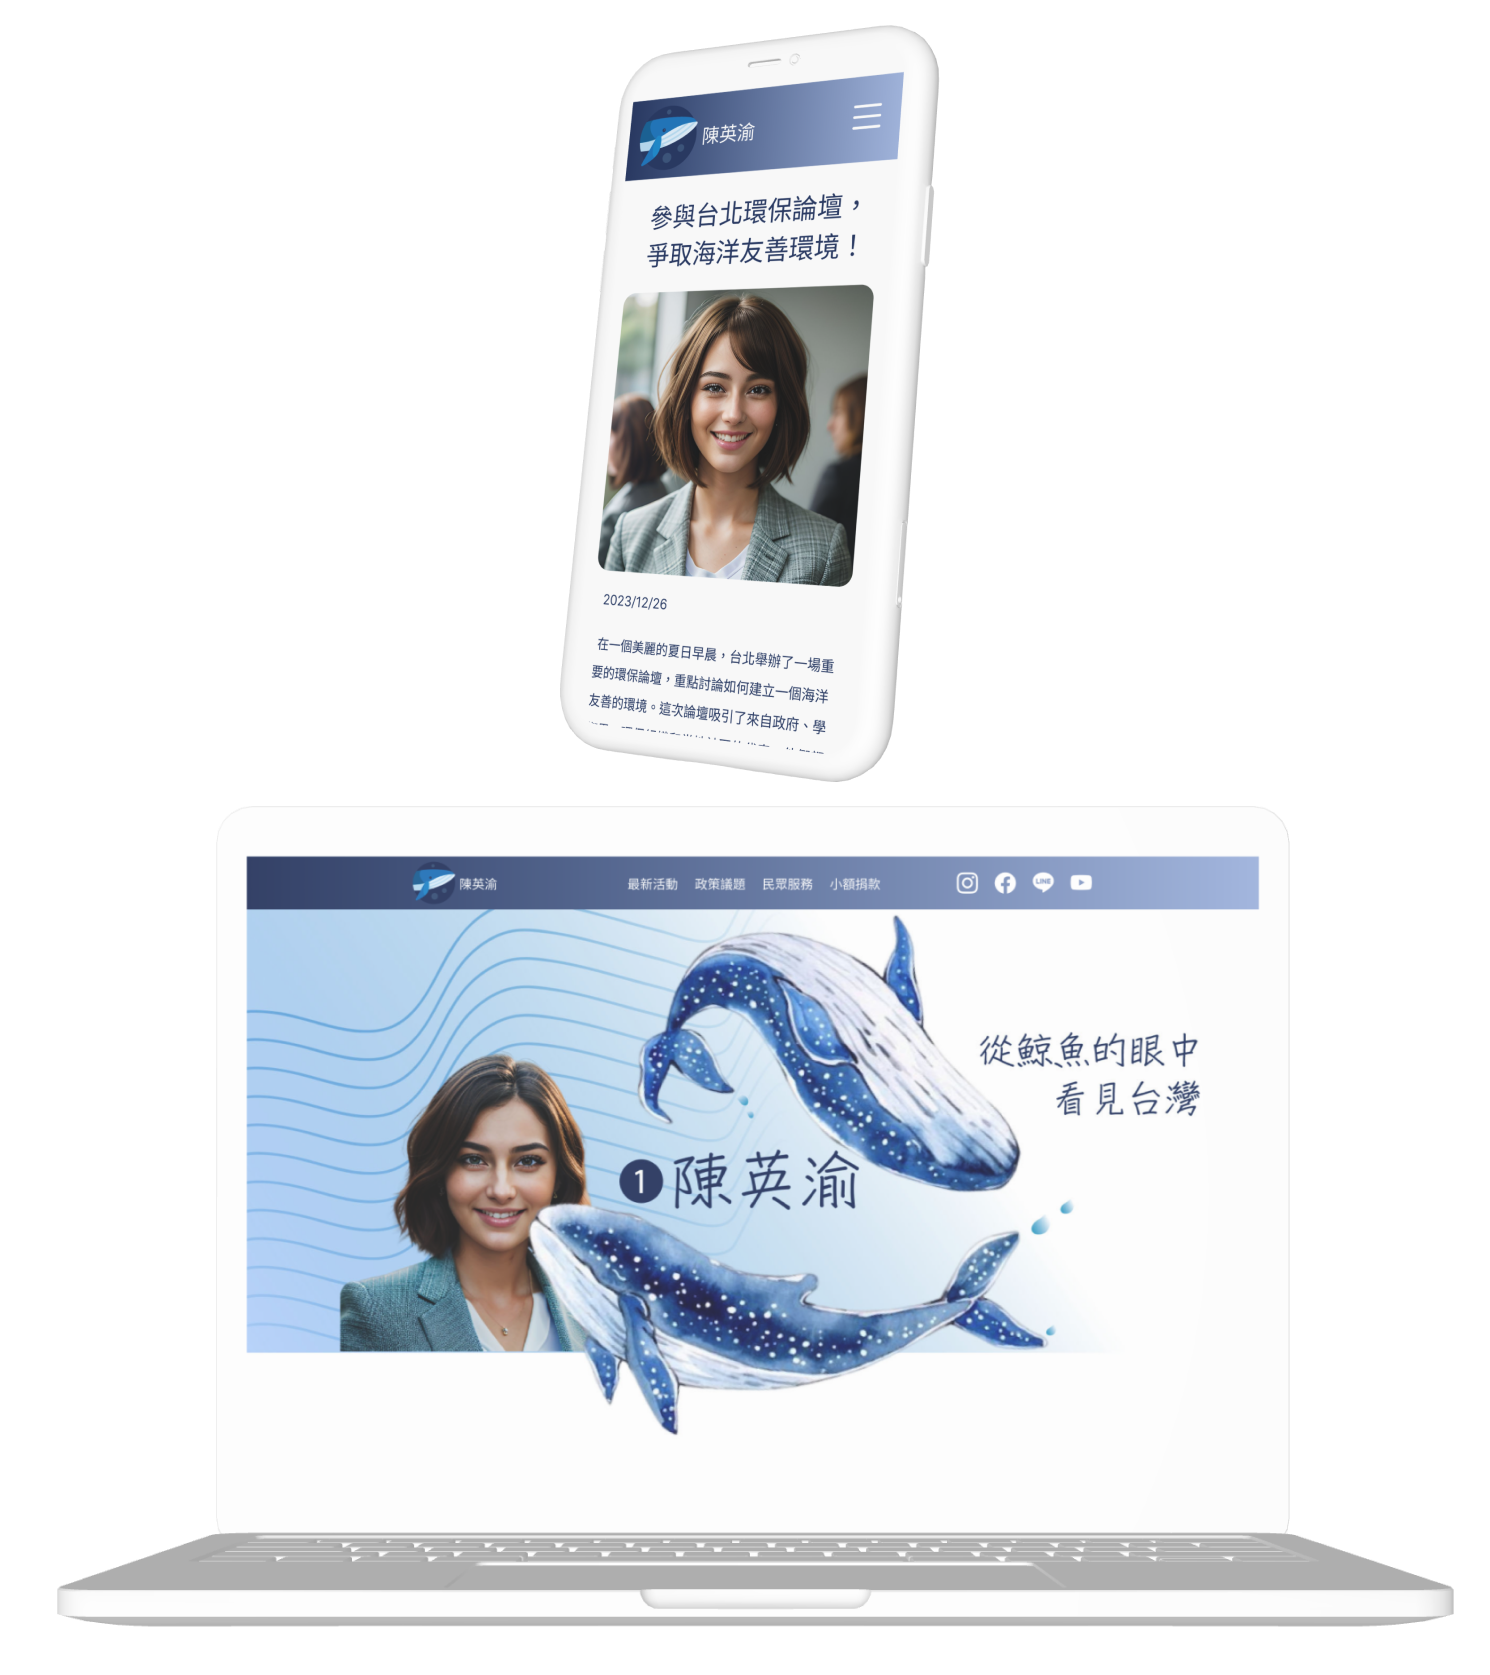 陳英渝
參與台北環保論壇，
爭取海洋友善環境！
2023/12/26
在一個美麗的夏日早晨，台北舉辦了一場重
要的環保論壇，重點討論如何建立一個海洋
友善的環境。這次論壇吸引了來自政府、學
陳英渝
最新活動 政策議題 民眾服務 小額捐款
LINE
從鯨魚的眼中
看見台灣
1 陳英渝